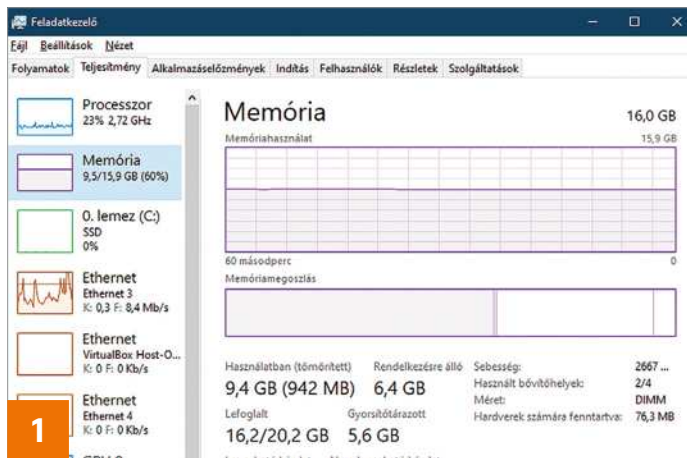 Feladatkezelő
Fájl Beállítások Nézet
Folyamatok Teljesítmény Alkalmazáselőzmények Indítás Felhasználók Részletek Szolgáltatások
Processzor
23% 2,72 GHz
Memória
9,5/15,9 GB (60%)
0. lemez (C:)
SSD
0%
Ethernet
Ethernet 3
K: 0,3 F: 8,4 Mb/s
Ethernet
VirtualBox Host-O...
K: 0 F: 0 Kb/s
Ethernet
Ethernet 4
K: 0 F: 0 Kb/s
Memória 16,0 GB
Memóriahasználat 15,9 GB
60 másodperc 0
Memóriamegoszlás
Használatban (tömörített) Rendelkezésre álló
9,4 GB (942 MB) 6,4 GB
Lefoglalt Gyorsítótárazott
16,2/20,2 GB 5,6 GB
Sebesség: 2667 ...
Használt bővítőhelyek: 2/4
Méret: DIMM
Hardverek számára fenntartva: 76,3 MB
1